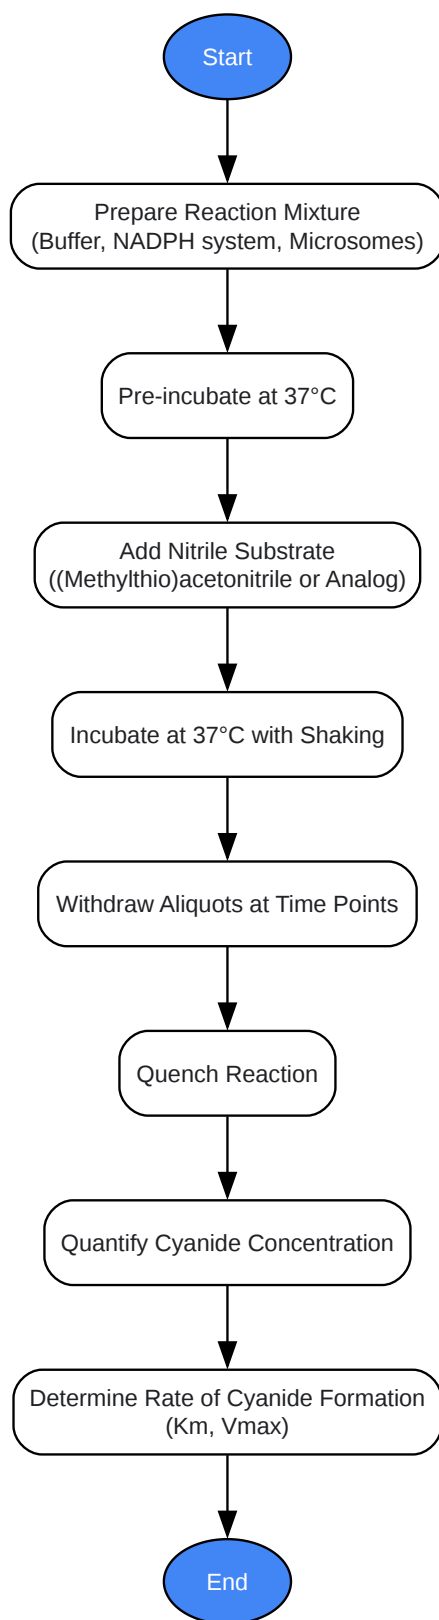 Start
Prepare Reaction Mixture
(Buffer, NADPH system, Microsomes)
Pre-incubate at 37°C
Add Nitrile Substrate
((Methylthio)acetonitrile or Analog)
Incubate at 37°C with Shaking
Withdraw Aliquots at Time Points
Quench Reaction
Quantify Cyanide Concentration
Determine Rate of Cyanide Formation
(Km, Vmax)
End